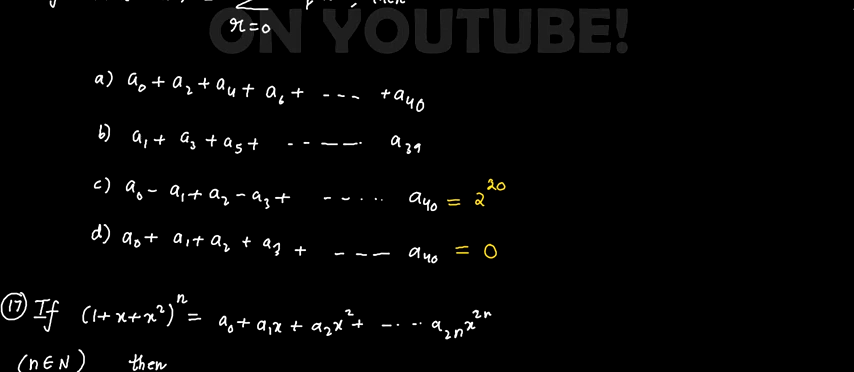 ON YOUTUBE!
r=0
a) a₀ + a₂ + a₄ + a₆ + ---- + a₄₀
b) a₁ + a₃ + a₅ + ------ a₃₉
c) a₀ - a₁ + a₂ - a₃ + ----.. a₄₀ = 2²⁰
d) a₀ + a₁ + a₂ + a₃ + ---- a₄₀ = 0
⑰ If (1+x+x²)ⁿ = a₀ + a₁x + a₂x² + -..-- a₂ₙx²ⁿ
(n∈N) then